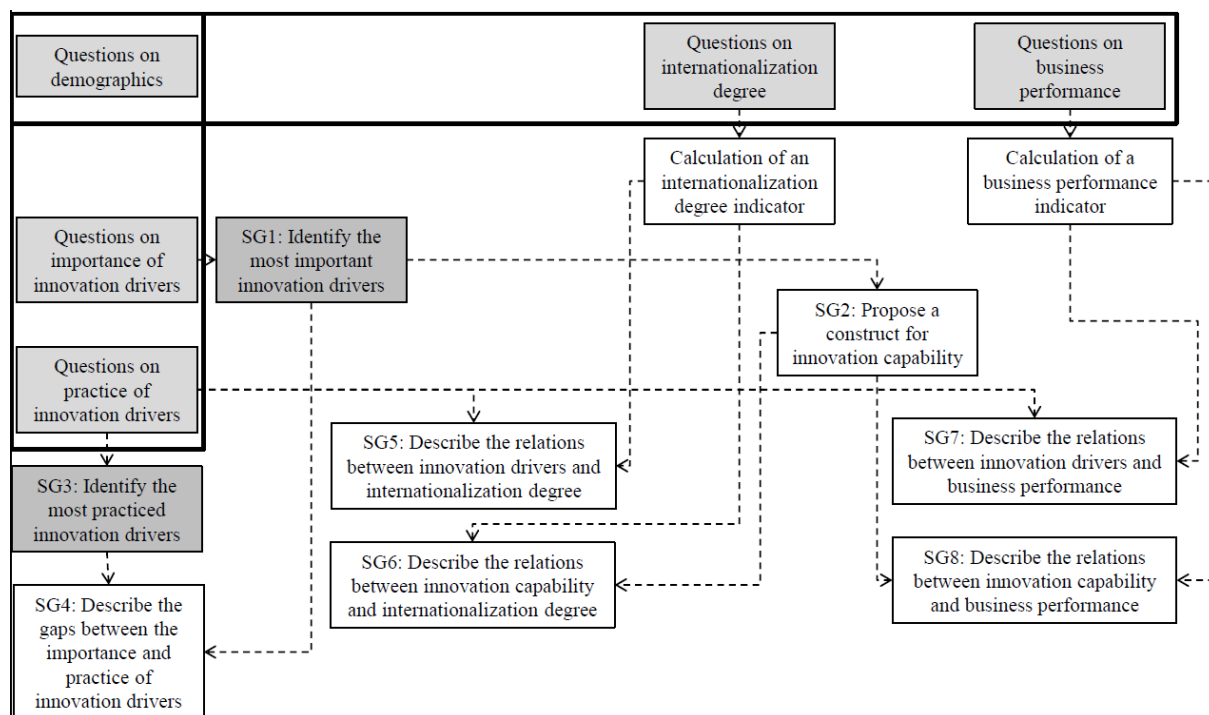 Questions on
demographics
Questions on
internationalization
degree
Questions on
business
performance
Calculation of an
internationalization
degree indicator
Calculation of a
business performance
indicator
Questions on
importance of
innovation drivers
SG1: Identify the
most important
innovation drivers
SG2: Propose a
construct for
innovation capability
Questions on
practice of
innovation drivers
SG5: Describe the relations
between innovation drivers and
internationalization degree
SG7: Describe the relations
between innovation drivers and
business performance
SG3: Identify the
most practiced
innovation drivers
SG6: Describe the relations
between innovation capability
and internationalization degree
SG8: Describe the relations
between innovation capability
and business performance
SG4: Describe the
gaps between the
importance and
practice of
innovation drivers